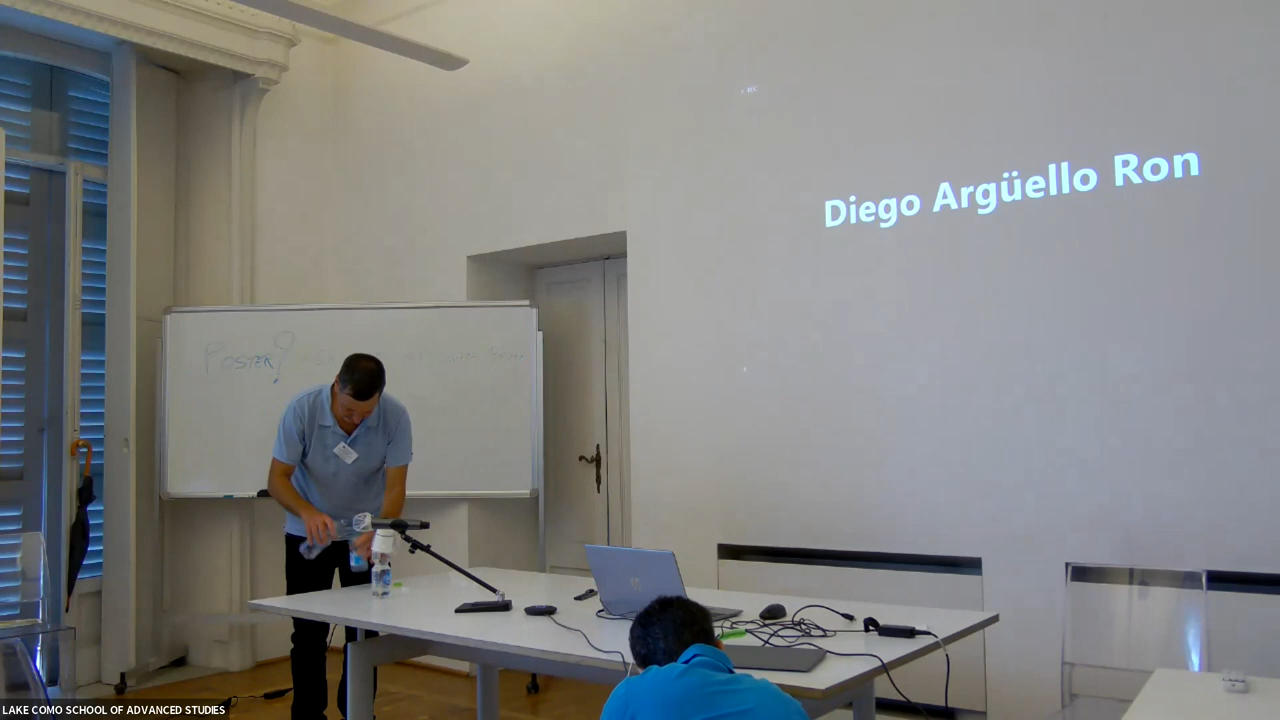 Diego Argüello Ron
POSTER?
LAKE COMO SCHOOL OF ADVANCED STUDIES